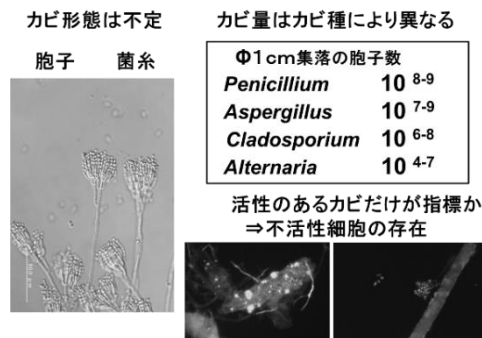 カビ形態は不定
胞子 菌糸
カビ量はカビ種により異なる
Φ1cm集落の胞子数
Penicillium 10 8-9
Aspergillus 10 7-9
Cladosporium 10 6-8
Alternaria 10 4-7
活性のあるカビだけが指標か
⇒不活性細胞の存在